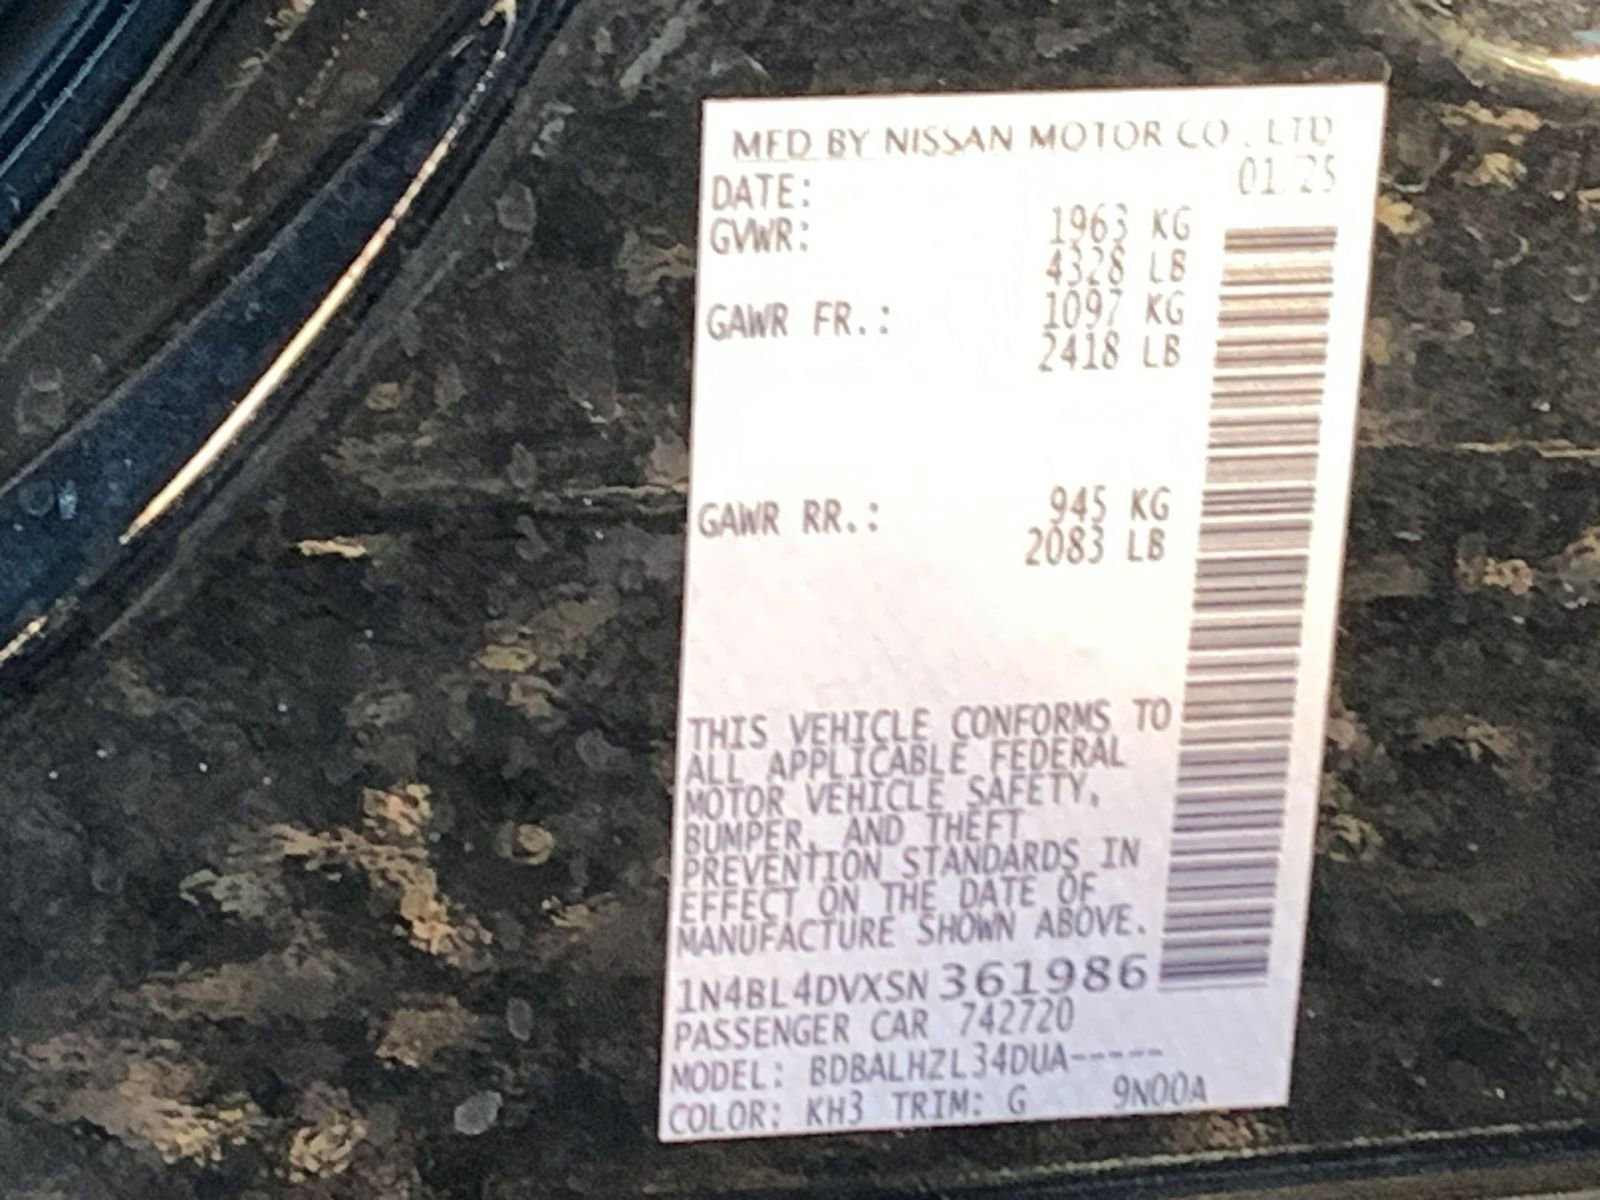 MFD BY NISSAN MOTOR CO., LTD
DATE: 01/25
GVWR: 1963 KG
4328 LB
GAWR FR.: 1097 KG
2418 LB
GAWR RR.: 945 KG
2083 LB
THIS VEHICLE CONFORMS TO
ALL APPLICABLE FEDERAL
MOTOR VEHICLE SAFETY,
BUMPER, AND THEFT
PREVENTION STANDARDS IN
EFFECT ON THE DATE OF
MANUFACTURE SHOWN ABOVE.
1N4BL4DVXSN361986
PASSENGER CAR 742720
MODEL: BDBALHZL34DUA-----
COLOR: KH3 TRIM: G 9N00A